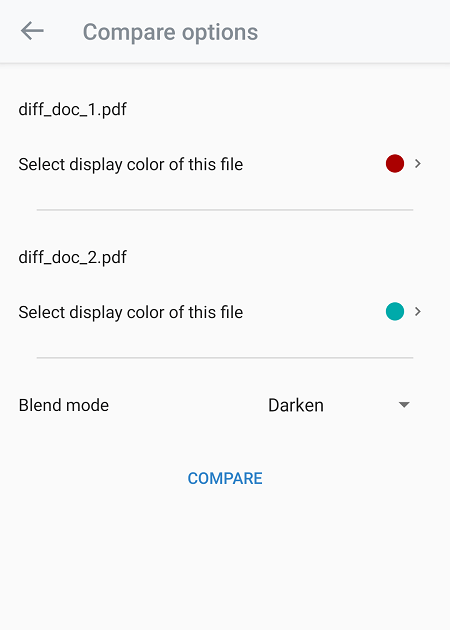 Compare options
diff_doc_1.pdf
Select display color of this file
diff_doc_2.pdf
Select display color of this file
Blend mode Darken
COMPARE